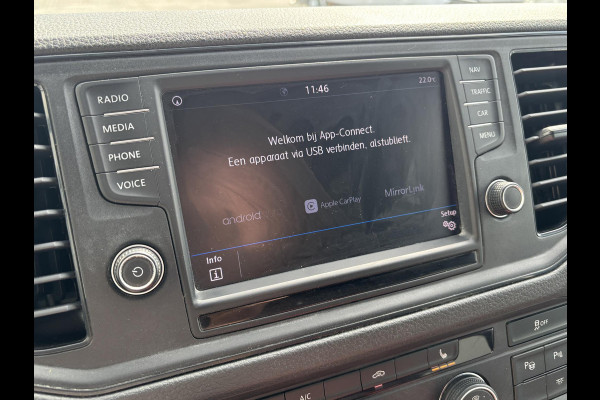 11:46
22.0°C
RADIO
MEDIA
PHONE
VOICE
NAV
TRAFFIC
CAR
MENU
Welkom bij App-Connect.
Een apparaat via USB verbinden, alstublieft.
android
Apple CarPlay
MirrorLink
Info
i
Setup
OFF
A/C
P
P